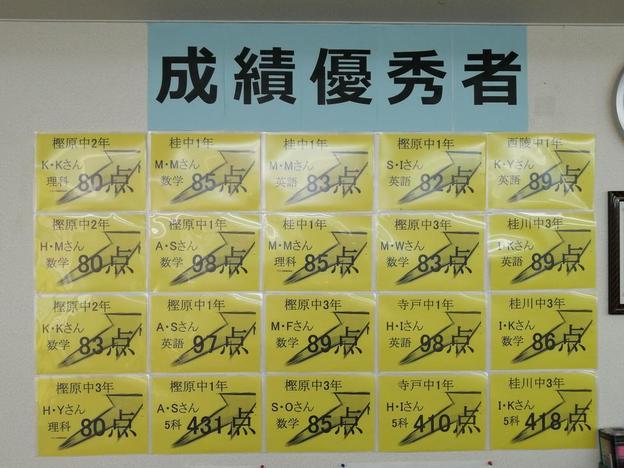 成績優秀者
樫原中2年
K・Kさん
理科 80点
桂中1年
M・Mさん
数学 85点
桂中1年
M・Mさん
英語 83点
樫原中3年
S・Iさん
英語 82点
西陵中1年
K・Yさん
英語 89点
樫原中2年
H・Mさん
数学 80点
樫原中1年
A・Sさん
数学 98点
桂中1年
M・Mさん
理科 85点
樫原中3年
M・Wさん
数学 83点
桂川中3年
I・Kさん
英語 89点
樫原中2年
K・Kさん
数学 83点
樫原中1年
A・Sさん
英語 97点
樫原中3年
M・Fさん
数学 89点
寺戸中1年
H・Iさん
英語 98点
桂川中3年
I・Kさん
数学 86点
樫原中3年
H・Yさん
理科 80点
樫原中1年
A・Sさん
5科 431点
樫原中3年
S・Oさん
数学 85点
寺戸中1年
H・Iさん
5科 410点
桂川中3年
I・Kさん
5科 418点